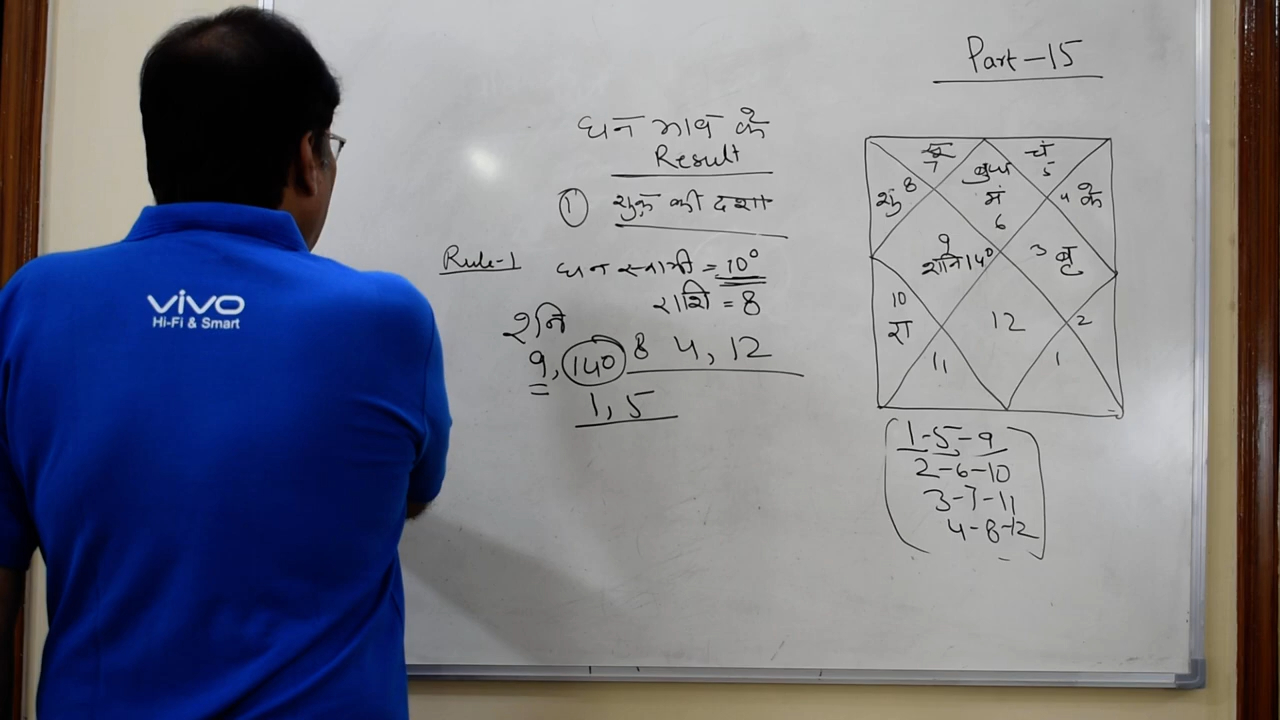 vivo
Hi-Fi & Smart
Part-15
धन भाव के
Result
① शुक्र की दशा
Rule-1
धन स्वामी = 10°
राशि = 8
शनि
9, 14° 8 4, 12
1, 5
7
चं
5
शु 8
बुध
मं
6
4 के
9
शनि 14°
3 बृ
10
रा
12
2
11
1
1-5-9
2-6-10
3-7-11
4-8-12